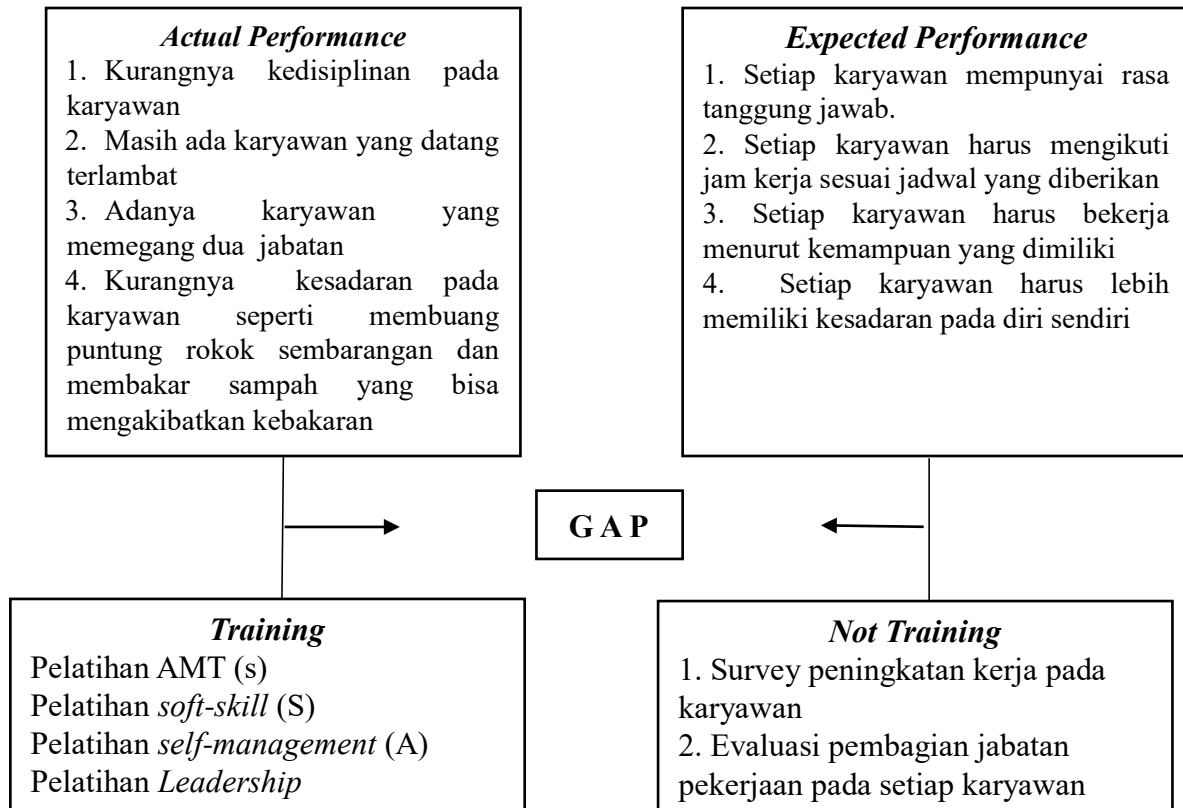 Actual Performance
1. Kurangnya kedisiplinan pada
karyawan
2. Masih ada karyawan yang datang
terlambat
3. Adanya karyawan yang
memegang dua jabatan
4. Kurangnya kesadaran pada
karyawan seperti membuang
puntung rokok sembarangan dan
membakar sampah yang bisa
mengakibatkan kebakaran
Expected Performance
1. Setiap karyawan mempunyai rasa
tanggung jawab.
2. Setiap karyawan harus mengikuti
jam kerja sesuai jadwal yang diberikan
3. Setiap karyawan harus bekerja
menurut kemampuan yang dimiliki
4. Setiap karyawan harus lebih
memiliki kesadaran pada diri sendiri
G A P
Training
Pelatihan AMT (s)
Pelatihan soft-skill (S)
Pelatihan self-management (A)
Pelatihan Leadership
Not Training
1. Survey peningkatan kerja pada
karyawan
2. Evaluasi pembagian jabatan
pekerjaan pada setiap karyawan